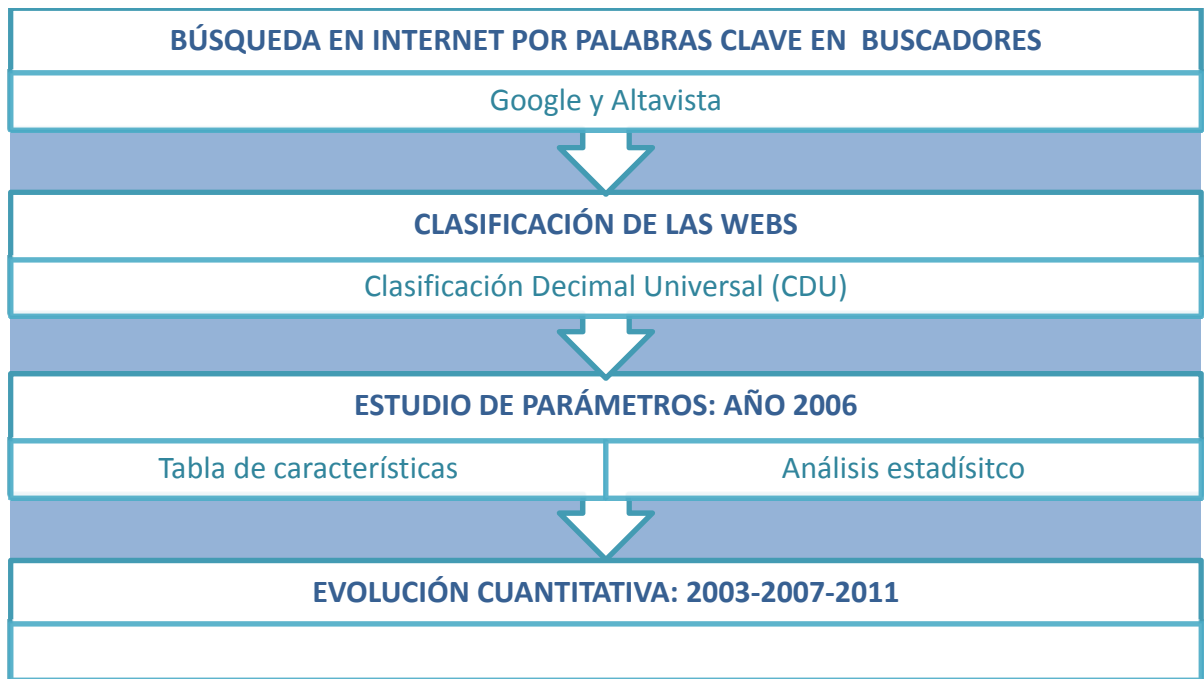 BÚSQUEDA EN INTERNET POR PALABRAS CLAVE EN BUSCADORES
Google y Altavista
CLASIFICACIÓN DE LAS WEBS
Clasificación Decimal Universal (CDU)
ESTUDIO DE PARÁMETROS: AÑO 2006
Tabla de características
Análisis estadísitco
EVOLUCIÓN CUANTITATIVA: 2003-2007-2011